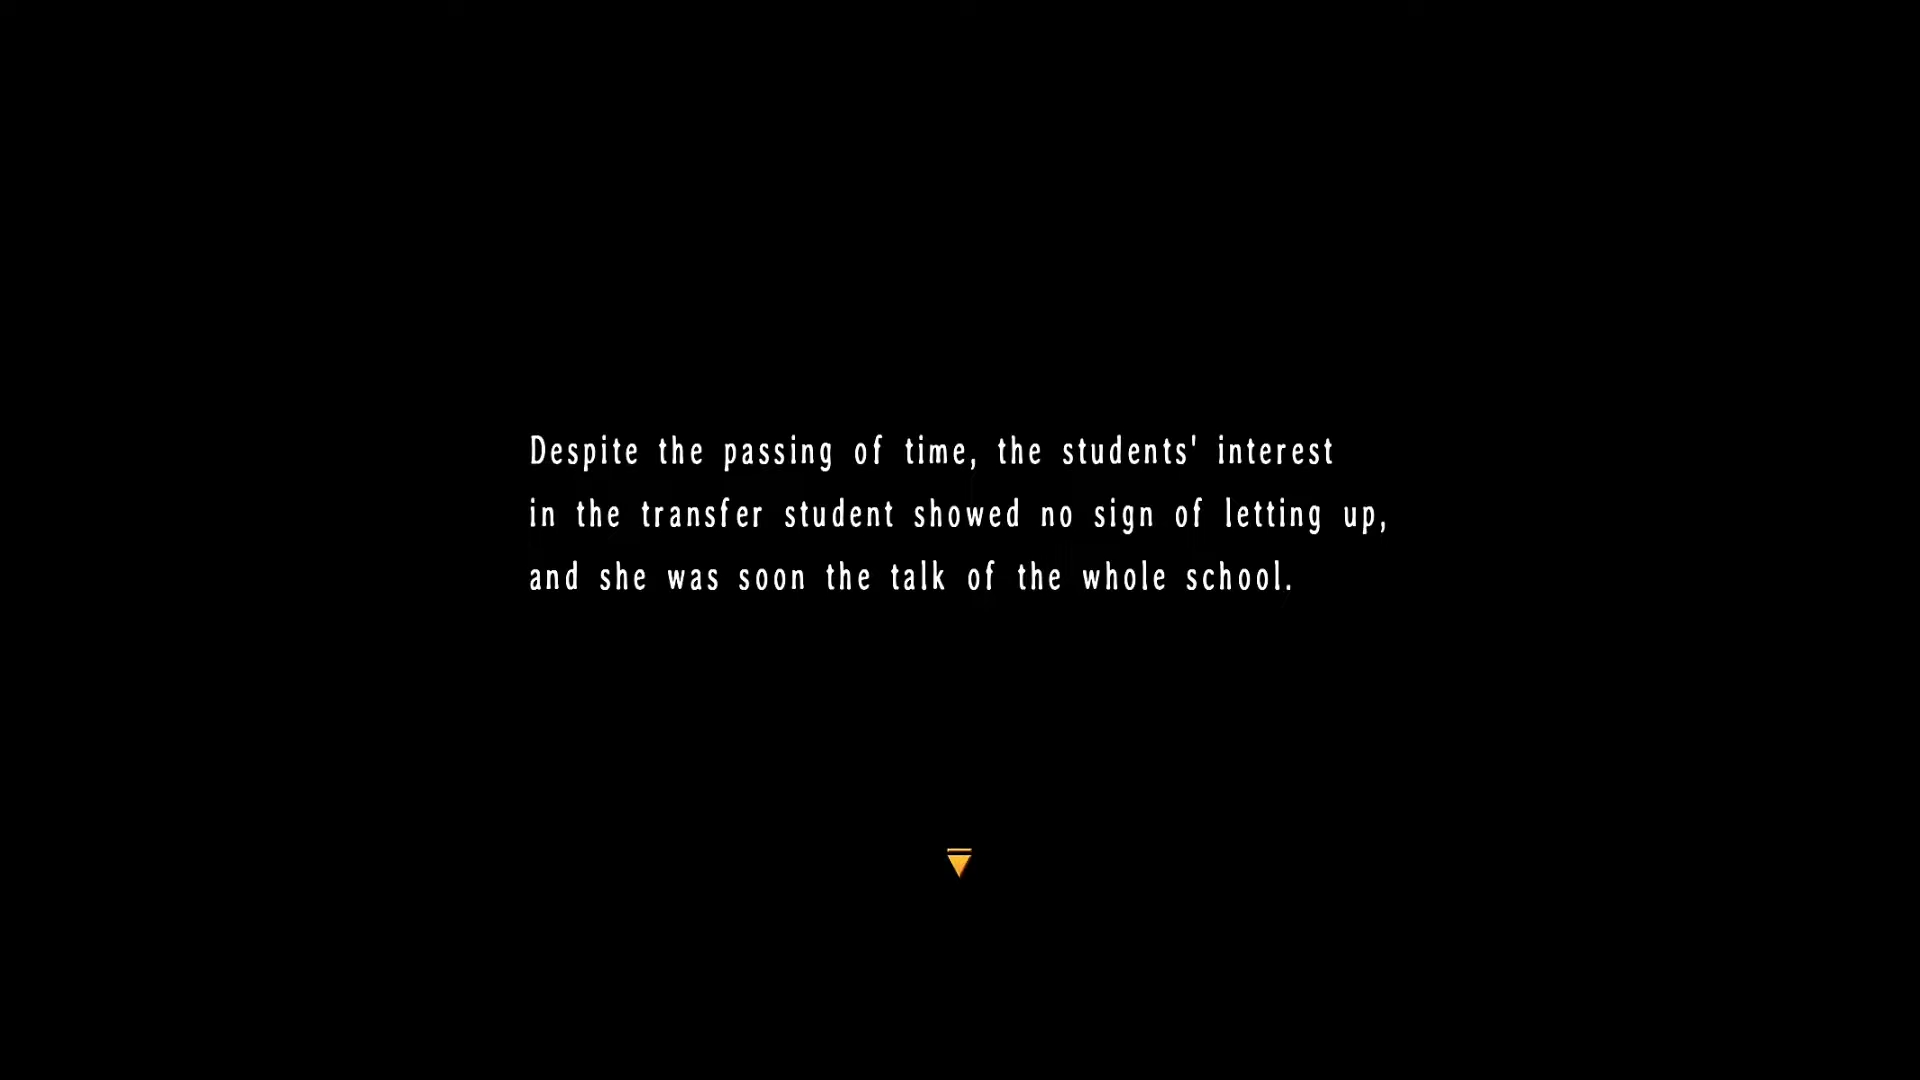 Despite the passing of time, the students' interest
in the transfer student showed no sign of letting up,
and she was soon the talk of the whole school.